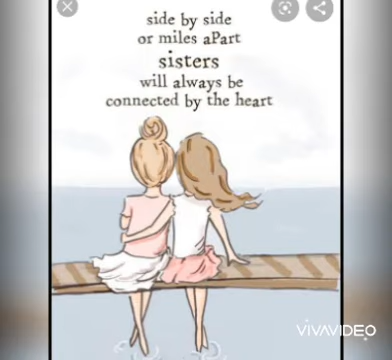 side by side
or miles aPart
sisters
will always be
connected by the heart
VIVAVIDEO